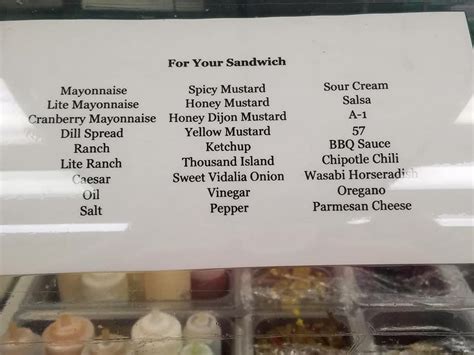 For Your Sandwich
Mayonnaise
Lite Mayonnaise
Cranberry Mayonnaise
Dill Spread
Ranch
Lite Ranch
Caesar
Oil
Salt
Spicy Mustard
Honey Mustard
Honey Dijon Mustard
Yellow Mustard
Ketchup
Thousand Island
Sweet Vidalia Onion
Vinegar
Pepper
Sour Cream
Salsa
A-1
57
BBQ Sauce
Chipotle Chili
Wasabi Horseradish
Oregano
Parmesan Cheese